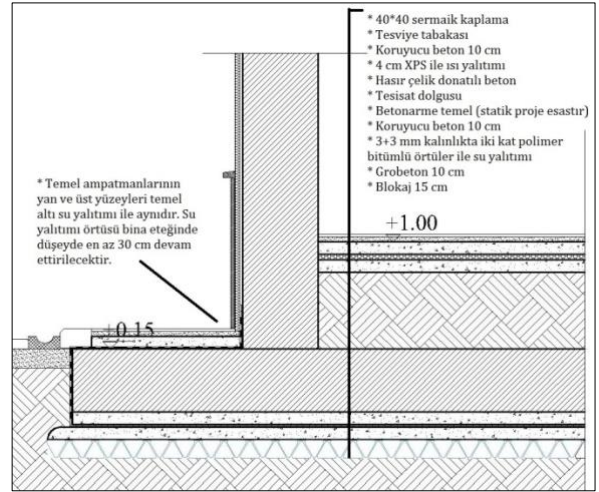 * 40*40 sermaik kaplama
* Tesviye tabakası
* Koruyucu beton 10 cm
* 4 cm XPS ile ısı yalıtımı
* Hasır çelik donatılı beton
* Tesisat dolgusu
* Betonarme temel (statik proje esastır)
* Koruyucu beton 10 cm
* 3+3 mm kalınlıkta iki kat polimer
bitümlü örtüler ile su yalıtımı
* Grobeton 10 cm
* Blokaj 15 cm
* Temel ampatmanlarının
yan ve üst yüzeyleri temel
altı su yalıtımı ile aynıdır. Su
yalıtımı örtüsü bina eteğinde
düşeyde en az 30 cm devam
ettirilecektir.
+1.00
+0.15